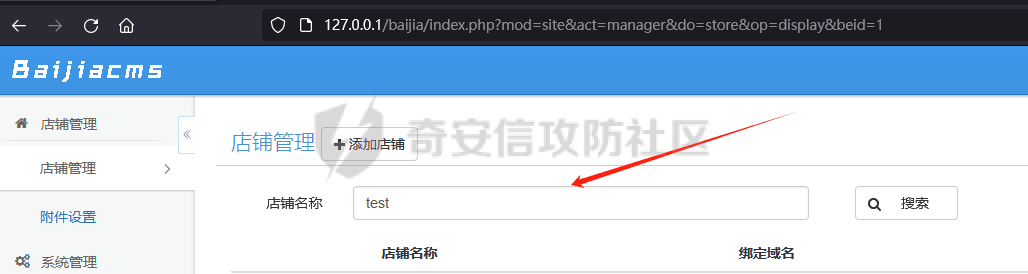 127.0.0.1/baijia/index.php?mod=site&act=manager&do=store&op=display&beid=1
Baijiacms
店铺管理
店铺管理
附件设置
系统管理
店铺管理 添加店铺
奇安信攻防社区
店铺名称 test 搜索
店铺名称 绑定域名